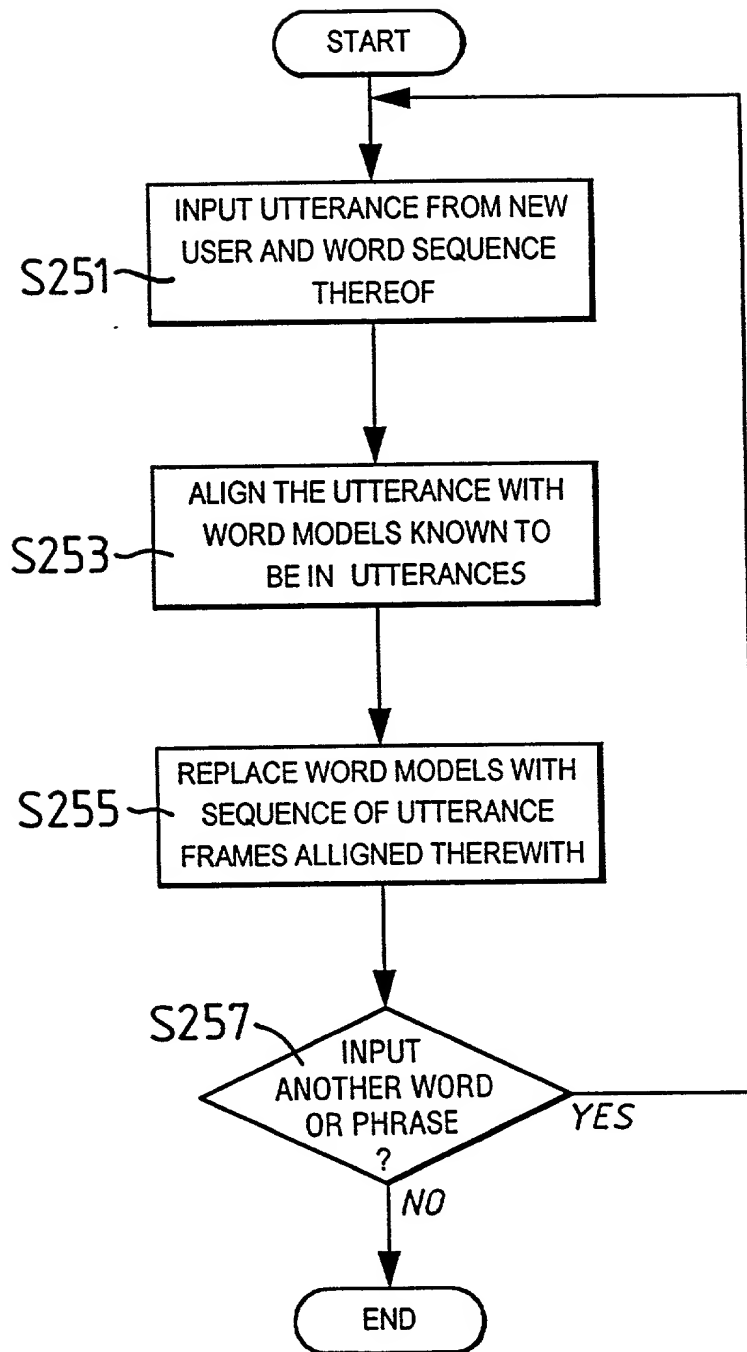 START
INPUT UTTERANCE FROM NEW
USER AND WORD SEQUENCE
THEREOF
S251
ALIGN THE UTTERANCE WITH
WORD MODELS KNOWN TO
BE IN UTTERANCES
S253
REPLACE WORD MODELS WITH
SEQUENCE OF UTTERANCE
FRAMES ALLIGNED THEREWITH
S255
S257
INPUT
ANOTHER WORD
OR PHRASE
?
YES
NO
END